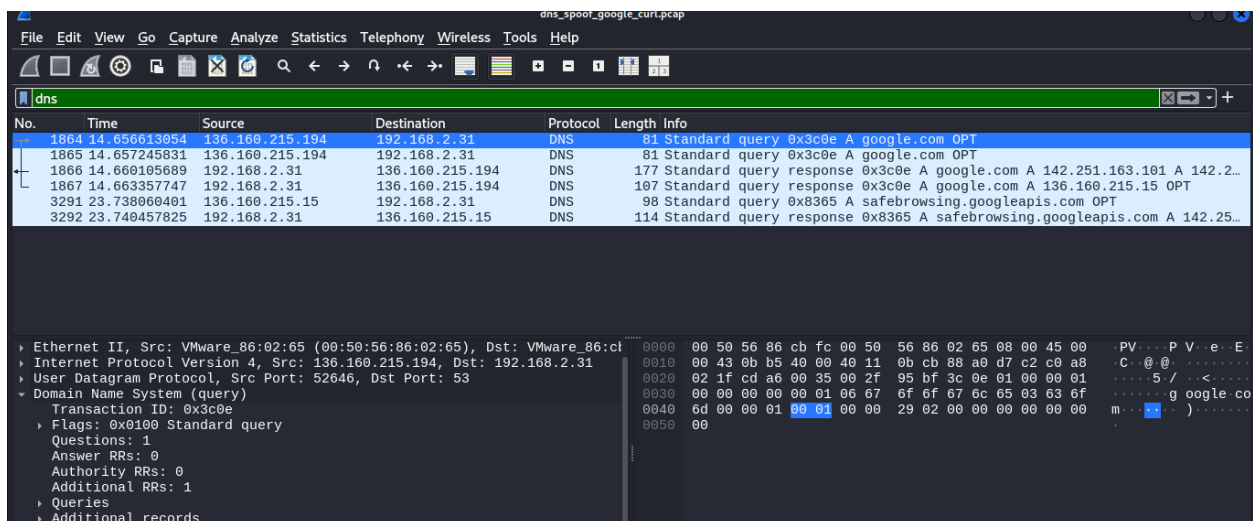 dns_spoof_google_curl.pcap
File Edit View Go Capture Analyze Statistics Telephony Wireless Tools Help
dns
No. Time Source Destination Protocol Length Info
1864 14.656613054 136.160.215.194 192.168.2.31 DNS 81 Standard query 0x3c0e A google.com OPT
1865 14.657245831 136.160.215.194 192.168.2.31 DNS 81 Standard query 0x3c0e A google.com OPT
1866 14.660105689 192.168.2.31 136.160.215.194 DNS 177 Standard query response 0x3c0e A google.com A 142.251.163.101 A 142.2…
1867 14.663357747 192.168.2.31 136.160.215.194 DNS 107 Standard query response 0x3c0e A google.com A 136.160.215.15 OPT
3291 23.738060401 136.160.215.15 192.168.2.31 DNS 98 Standard query 0x8365 A safebrowsing.googleapis.com OPT
3292 23.740457825 192.168.2.31 136.160.215.15 DNS 114 Standard query response 0x8365 A safebrowsing.googleapis.com A 142.25…
Ethernet II, Src: VMware_86:02:65 (00:50:56:86:02:65), Dst: VMware_86:cb
Internet Protocol Version 4, Src: 136.160.215.194, Dst: 192.168.2.31
User Datagram Protocol, Src Port: 52646, Dst Port: 53
Domain Name System (query)
Transaction ID: 0x3c0e
Flags: 0x0100 Standard query
Questions: 1
Answer RRs: 0
Authority RRs: 0
Additional RRs: 1
Queries
Additional records
0000 00 50 56 86 cb fc 00 50 56 86 02 65 08 00 45 00 ·PV····P V··e··E·
0010 00 43 0b b5 40 00 40 11 0b cb 88 a0 d7 c2 c0 a8 ·C··@·@· ········
0020 02 1f cd a6 00 35 00 2f 95 bf 3c 0e 01 00 00 01 ·····5·/ ··<·····
0030 00 00 00 00 00 01 06 67 6f 6f 67 6c 65 03 63 6f ·······g oogle·co
0040 6d 00 00 01 00 01 00 00 29 02 00 00 00 00 00 00 m······· )·······
0050 00 ·